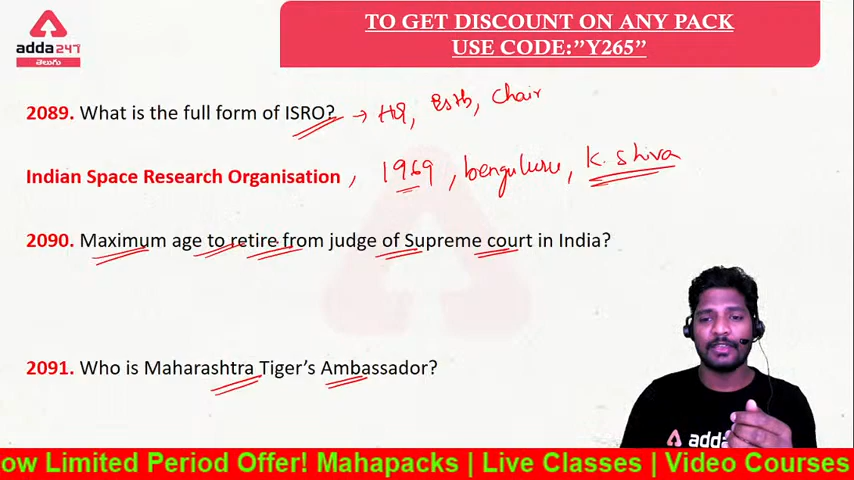 TO GET DISCOUNT ON ANY PACK
USE CODE:"Y265"
adda247
తెలుగు
2089. What is the full form of ISRO? → HQ, Estb, Chair
Indian Space Research Organisation, 1969, benguluru, K. Shiva
2090. Maximum age to retire from judge of Supreme court in India?
2091. Who is Maharashtra Tiger's Ambassador?
adda
ow Limited Period Offer! Mahapacks | Live Classes | Video Courses